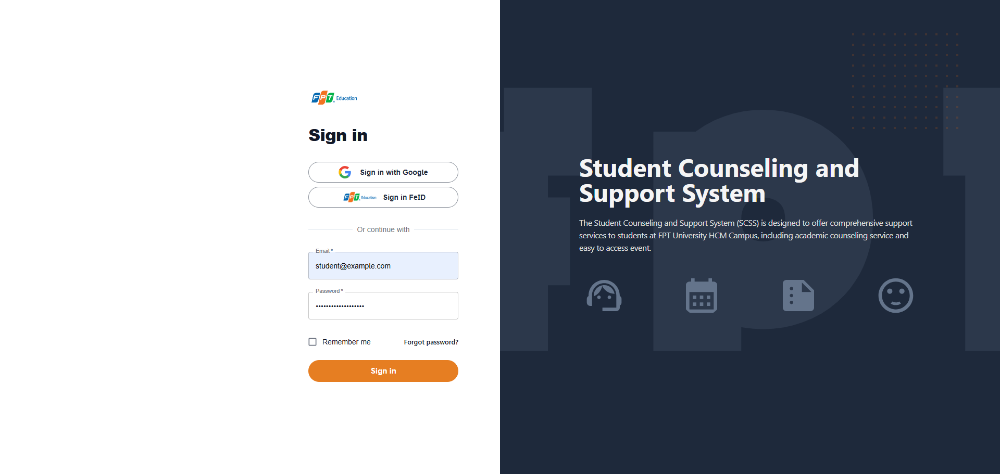 FPT Education
Sign in
Sign in with Google
FPT Education Sign in FeID
Or continue with
Email *
student@example.com
Password *
••••••••••••••••••
Remember me
Forgot password?
Sign in
fpt
Student Counseling and
Support System
The Student Counseling and Support System (SCSS) is designed to offer comprehensive support
services to students at FPT University HCM Campus, including academic counseling service and
easy to access event.